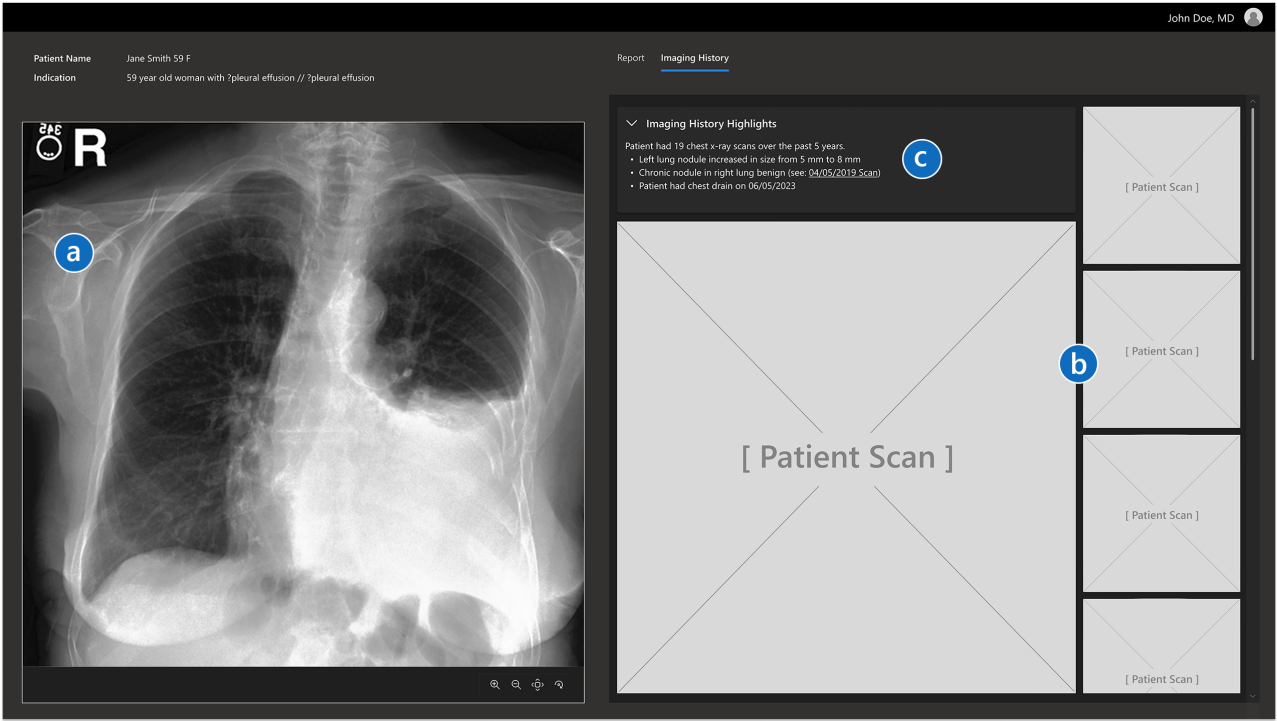 John Doe, MD
Patient Name Jane Smith 59 F
Indication 59 year old woman with ?pleural effusion // ?pleural effusion
Report Imaging History
345
R
a
Imaging History Highlights
Patient had 19 chest x-ray scans over the past 5 years.
• Left lung nodule increased in size from 5 mm to 8 mm
• Chronic nodule in right lung benign (see: 04/05/2019 Scan)
• Patient had chest drain on 06/05/2023
c
[ Patient Scan ]
b
[ Patient Scan ]
[ Patient Scan ]
[ Patient Scan ]
[ Patient Scan ]